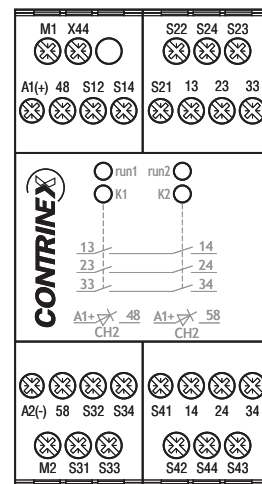 M1 X44 S22 S24 S23
A1(+) 48 S12 S14 S21 13 23 33
run1 run2
K1 K2
CONTRINEX
13 14
23 24
33 34
A1+ 48 A1+ 58
CH2 CH2
A2(-) 58 S32 S34 S41 14 24 34
M2 S31 S33 S42 S44 S43